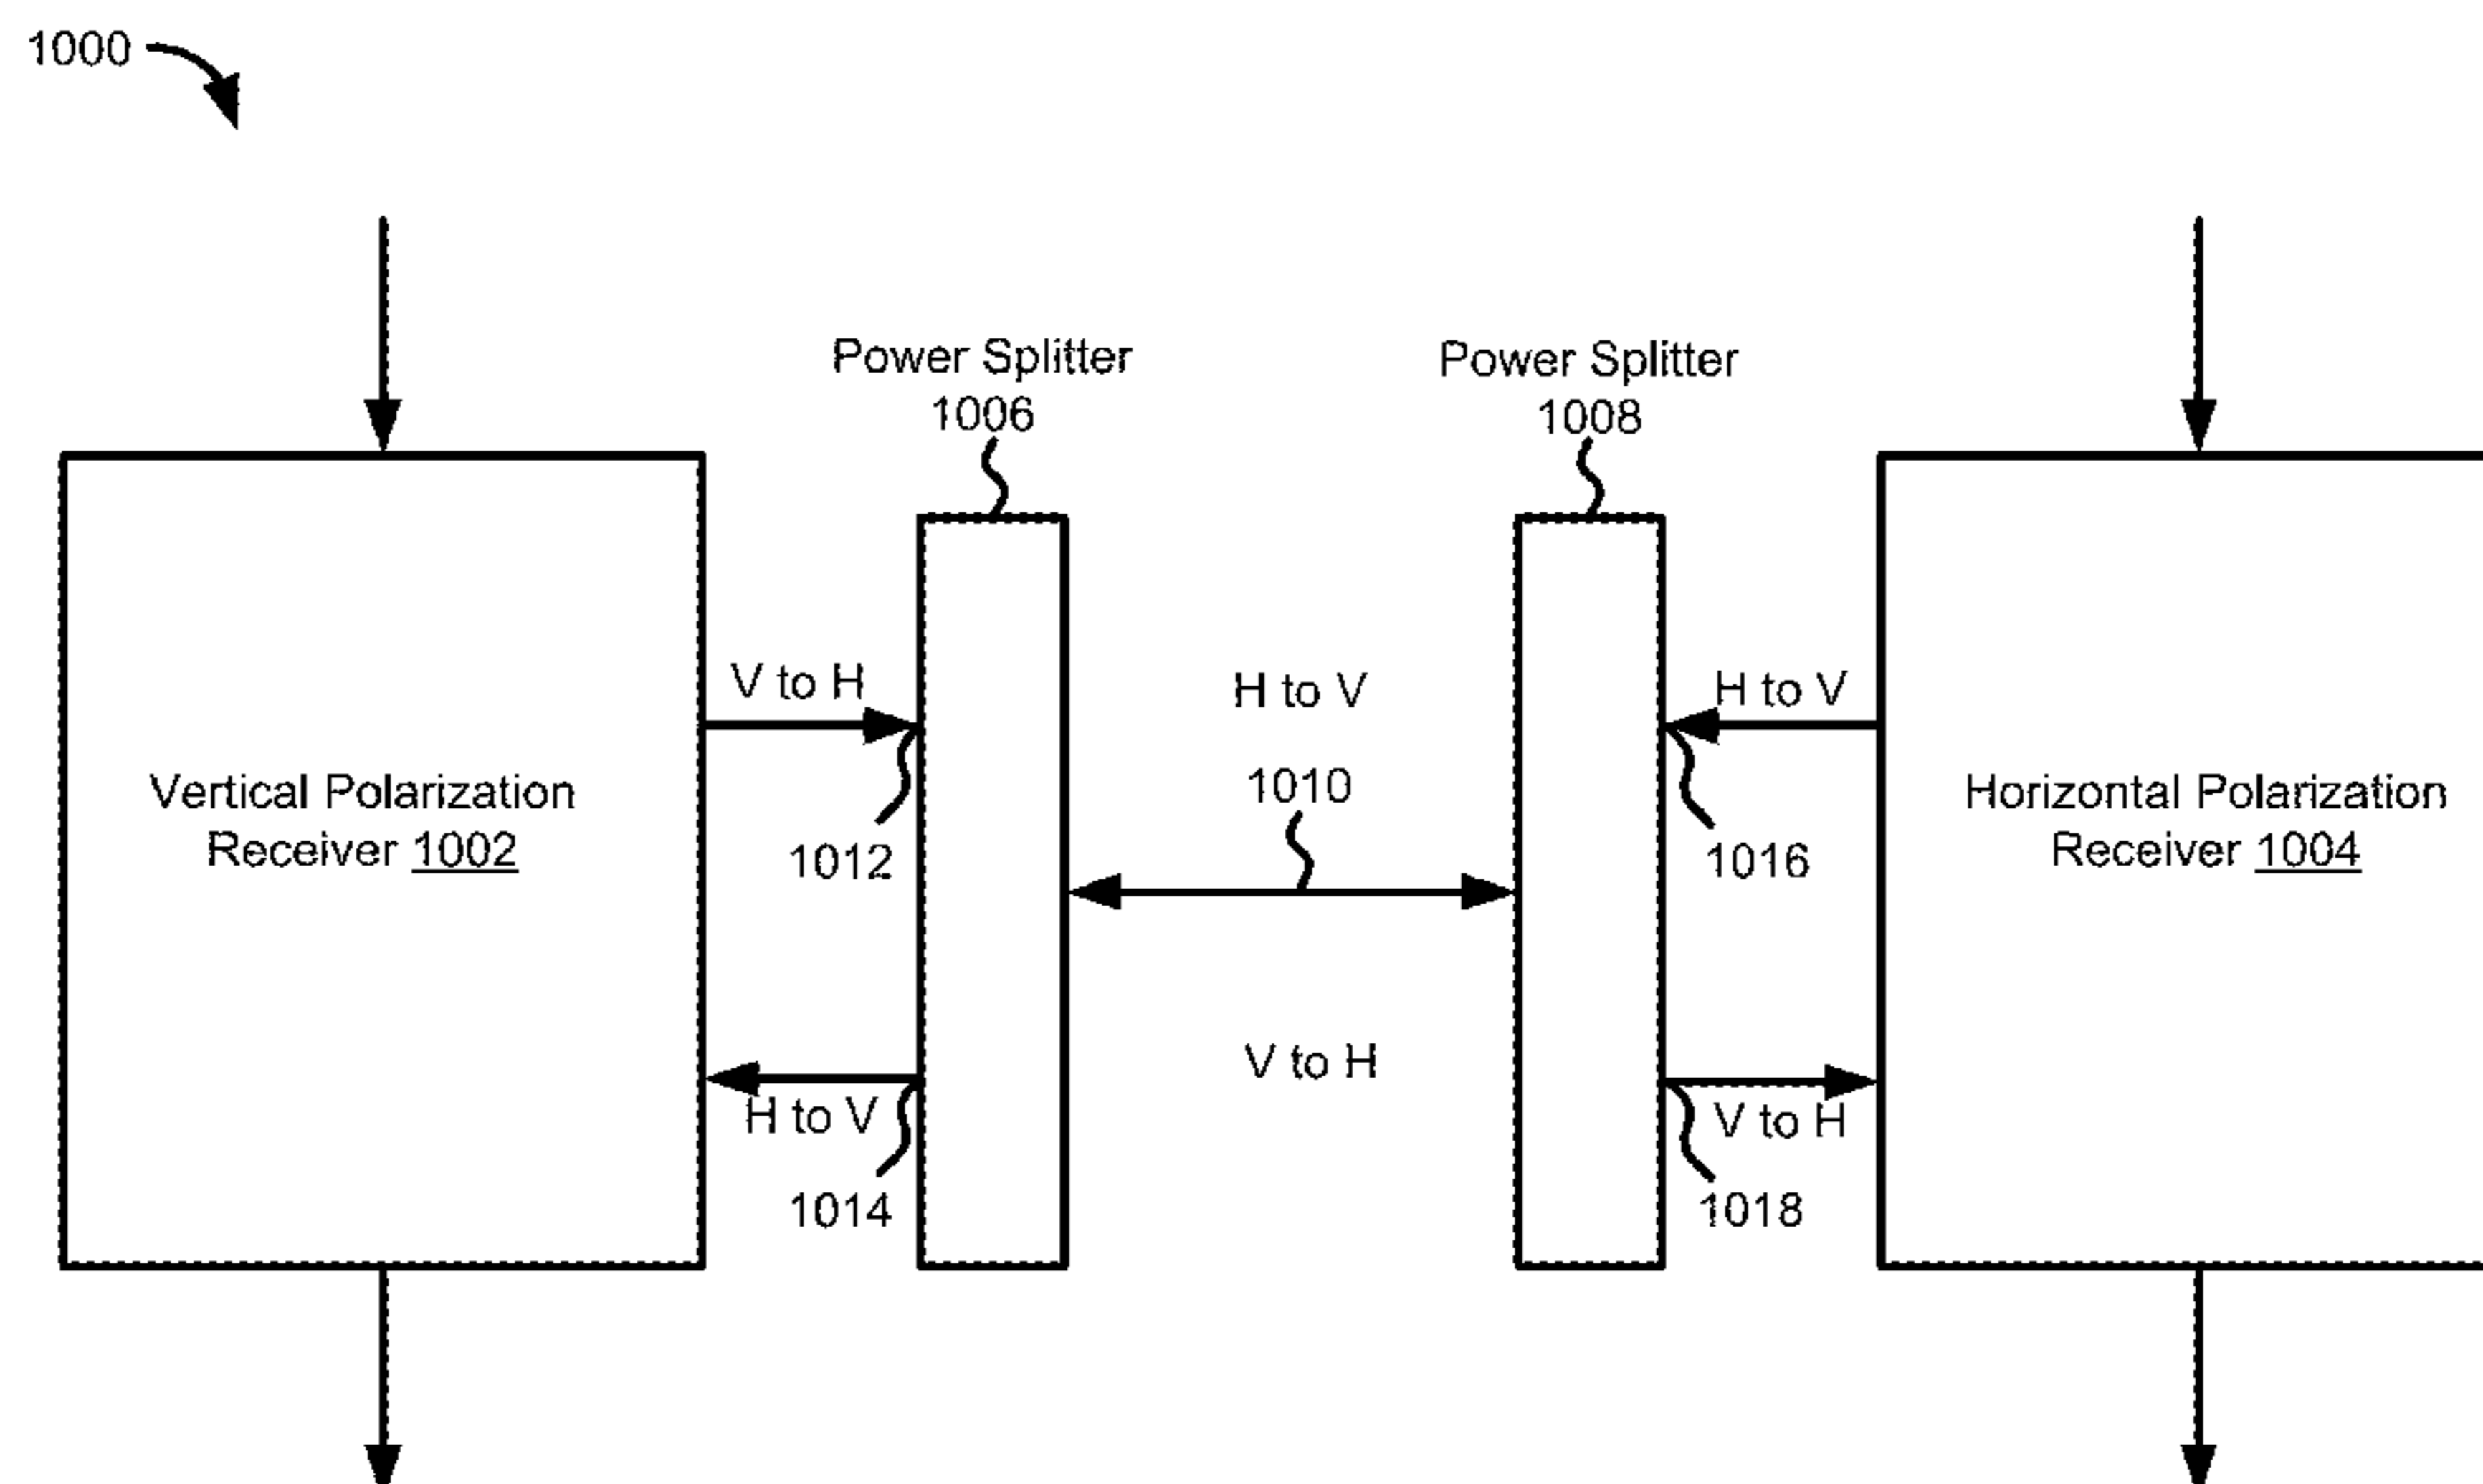 1000
Power Splitter
1006
Power Splitter
1008
V to H
H to V
H to V
1010
Vertical Polarization
Receiver 1002
Horizontal Polarization
Receiver 1004
1012
1016
V to H
H to V
V to H
1014
1018